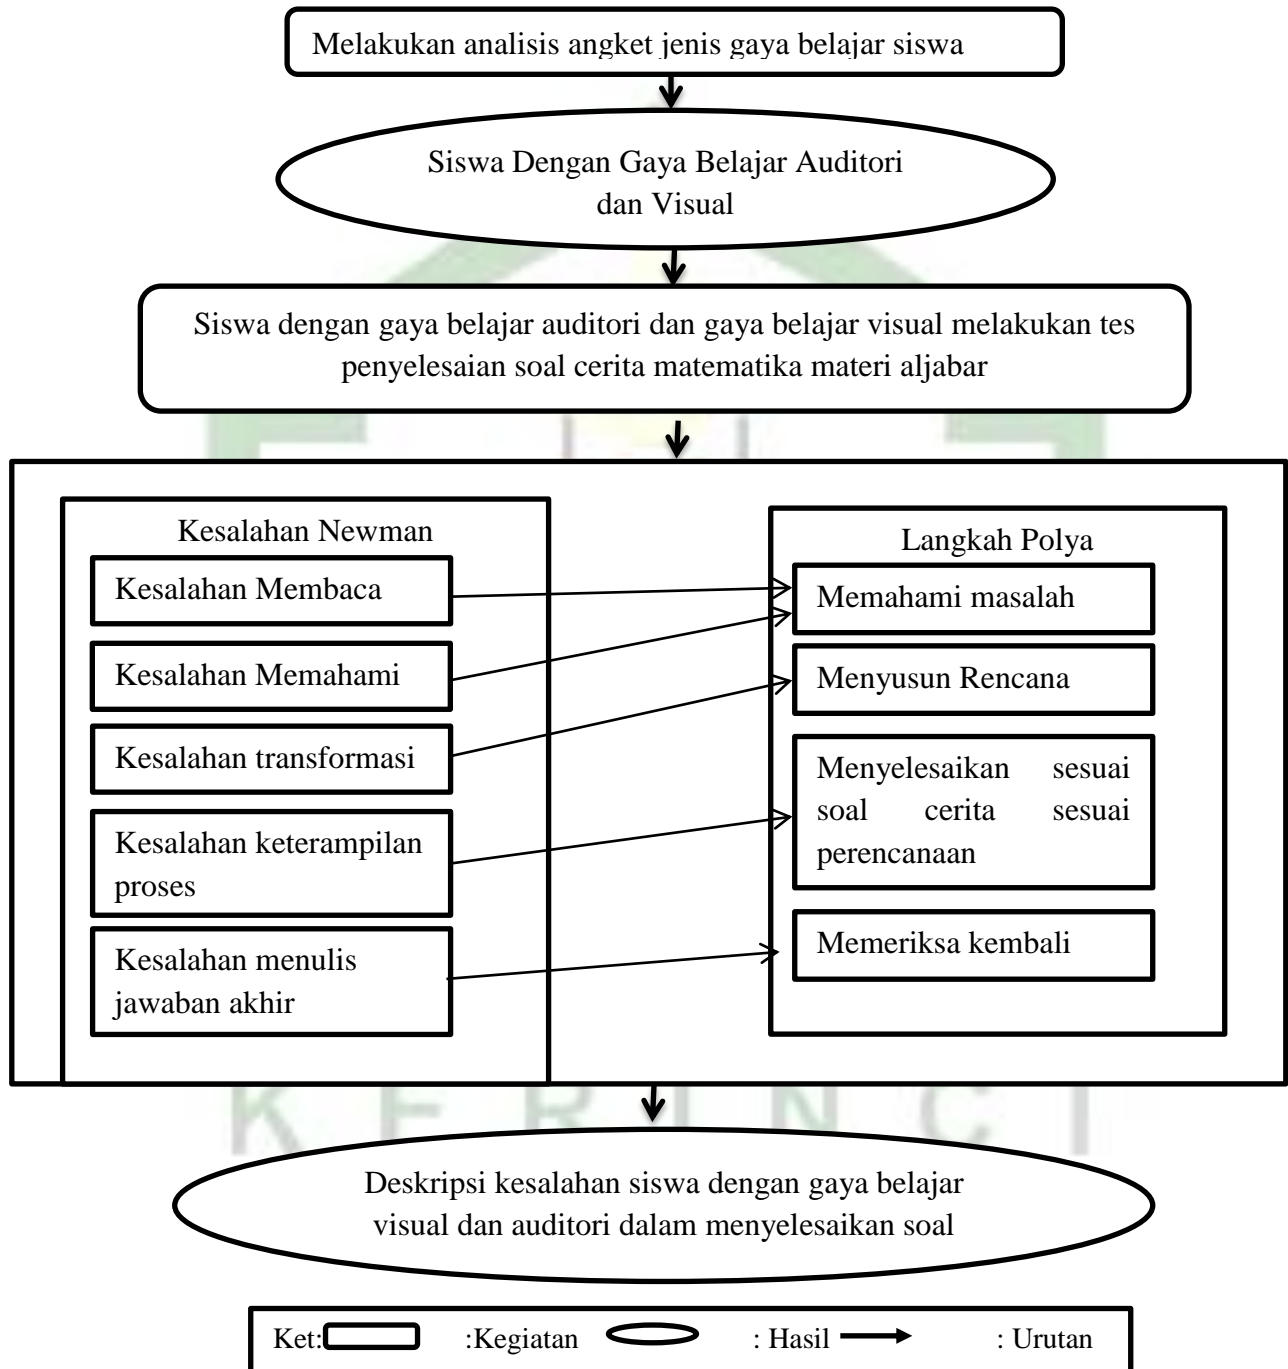 Melakukan analisis angket jenis gaya belajar siswa
Siswa Dengan Gaya Belajar Auditori
dan Visual
Siswa dengan gaya belajar auditori dan gaya belajar visual melakukan tes
penyelesaian soal cerita matematika materi aljabar
Kesalahan Newman
Kesalahan Membaca
Kesalahan Memahami
Kesalahan transformasi
Kesalahan keterampilan
proses
Kesalahan menulis
jawaban akhir
Langkah Polya
Memahami masalah
Menyusun Rencana
Menyelesaikan sesuai
soal cerita sesuai
perencanaan
Memeriksa kembali
KERINCI
Deskripsi kesalahan siswa dengan gaya belajar
visual dan auditori dalam menyelesaikan soal
Ket: :Kegiatan : Hasil : Urutan